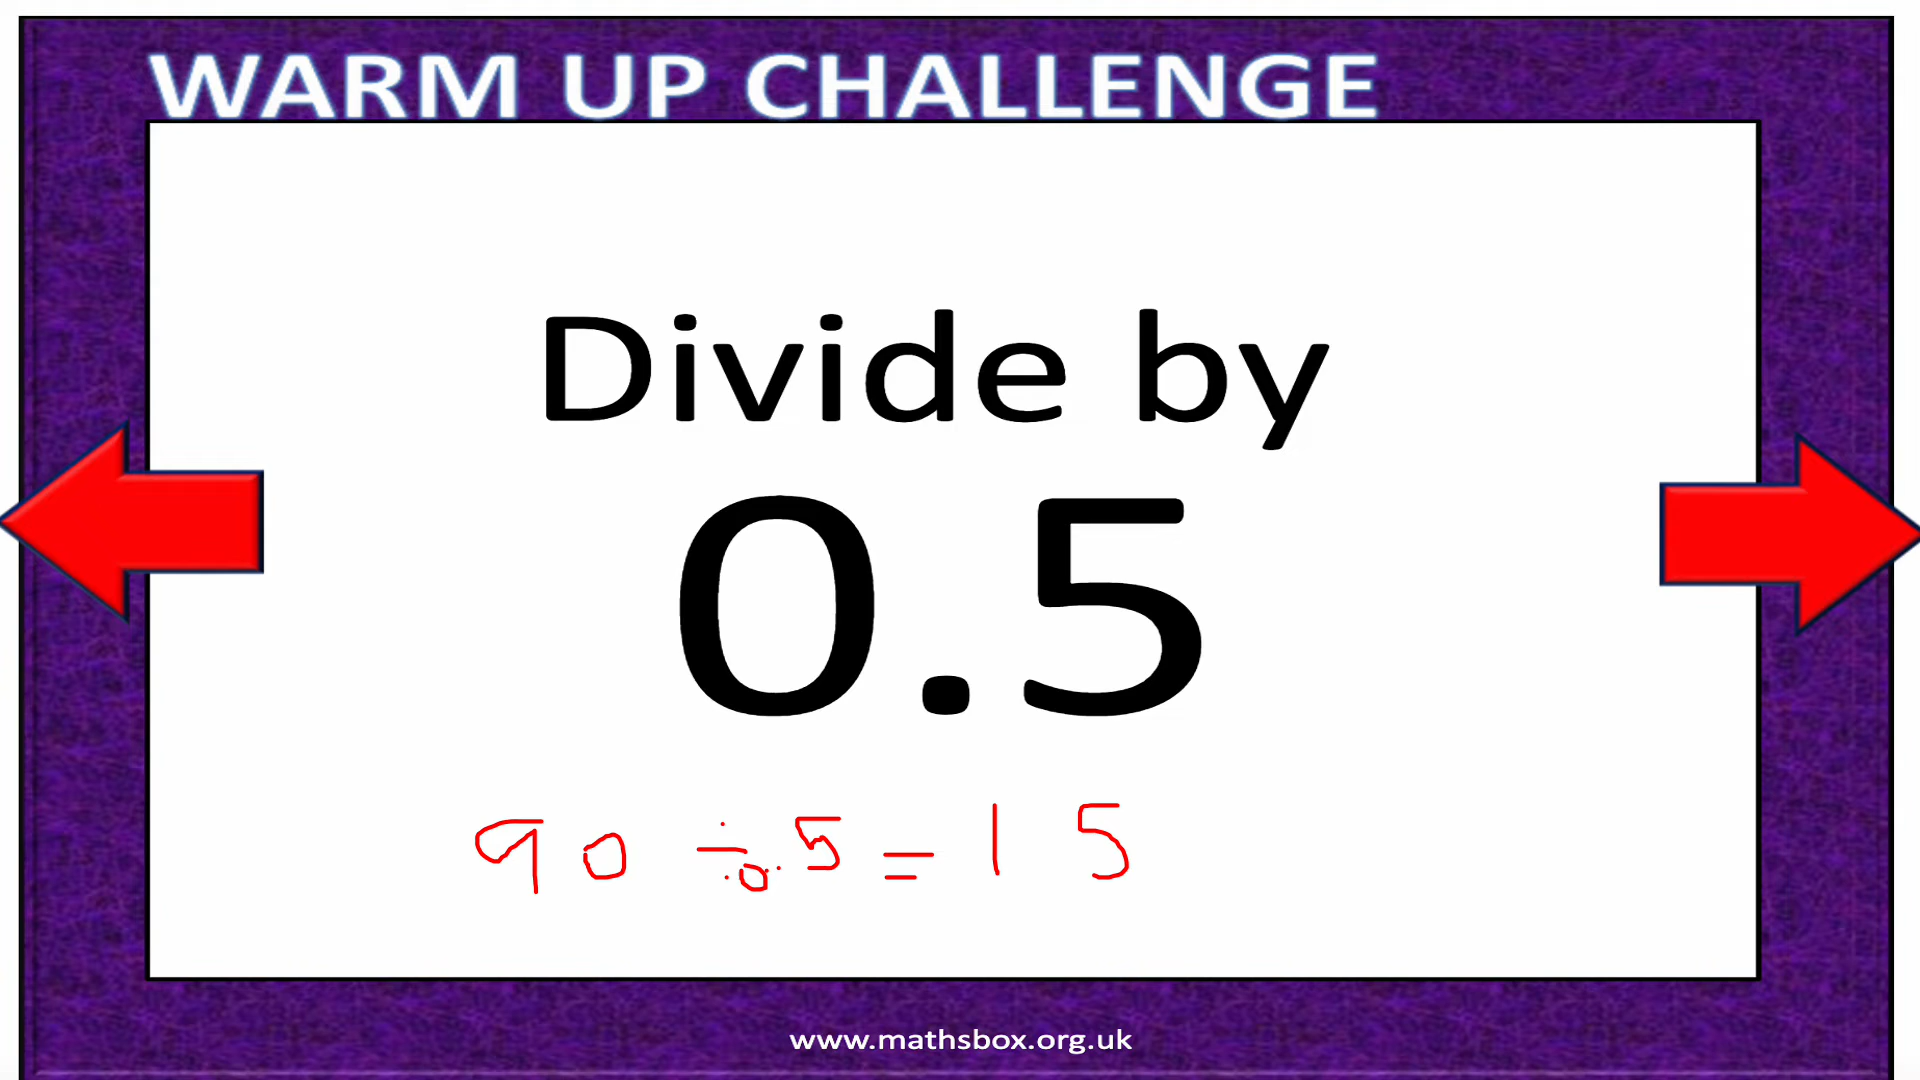 WARM UP CHALLENGE
Divide by
0.5
90 ÷ 0.5 = 15
www.mathsbox.org.uk